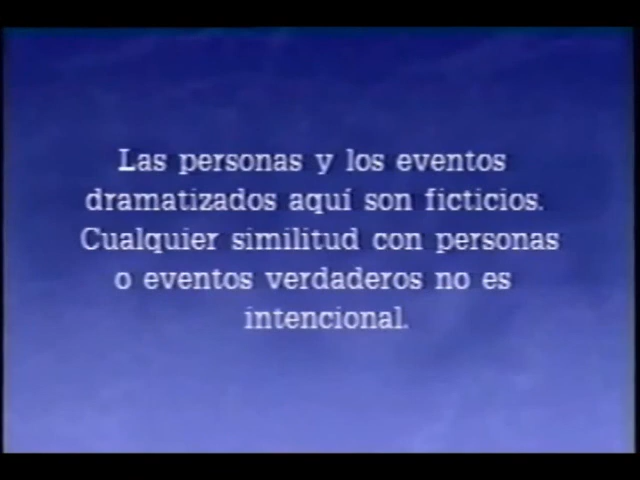 Las personas y los eventos
dramatizados aquí son ficticios.
Cualquier similitud con personas
o eventos verdaderos no es
intencional.